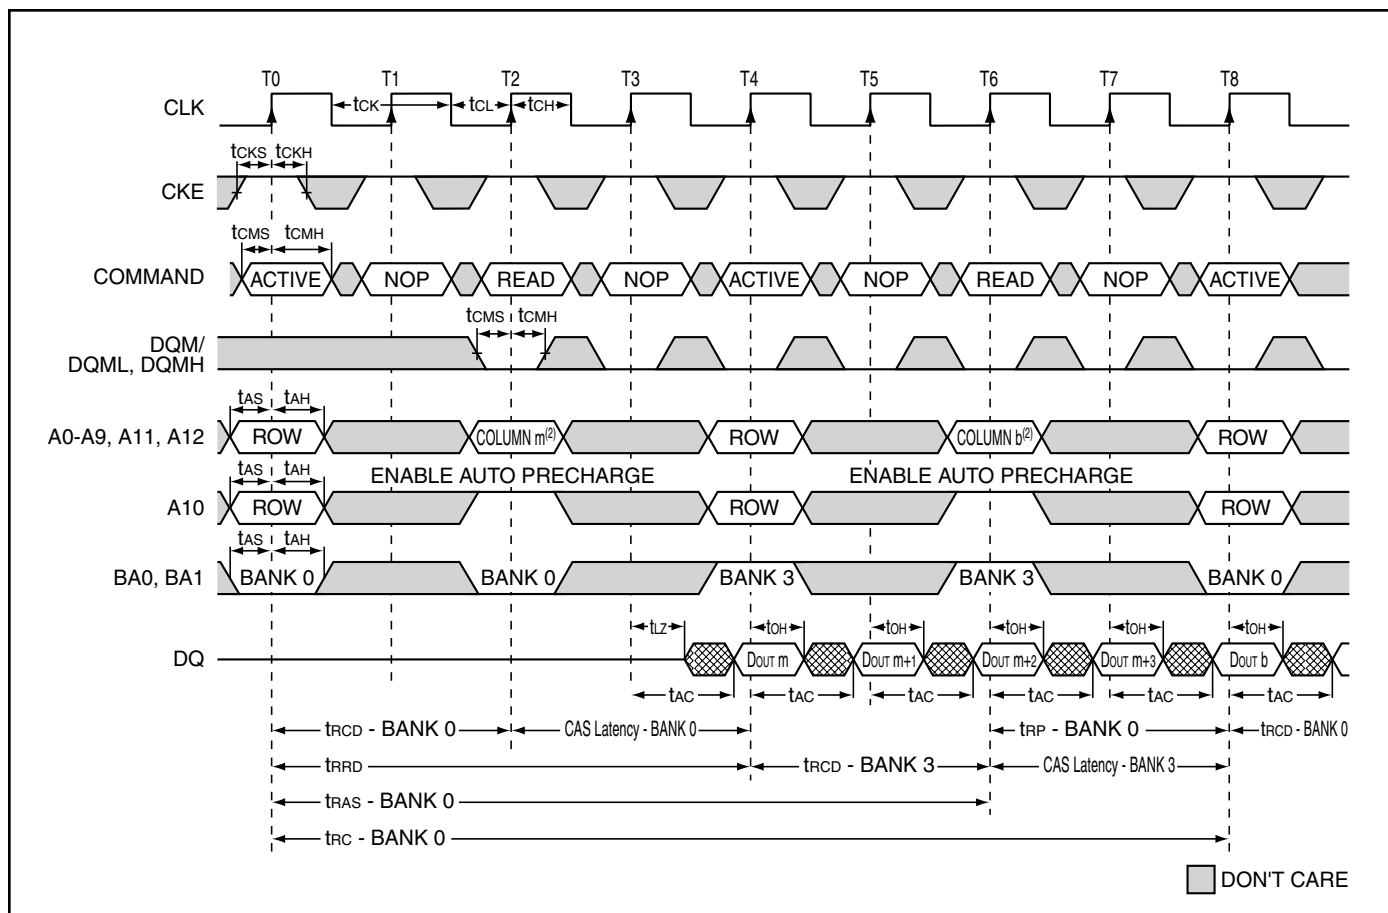 T0 T1 T2 T3 T4 T5 T6 T7 T8
CLK tCK tCL tCH
tCKS tCKH
CKE
tCMS tCMH
COMMAND ACTIVE NOP READ NOP ACTIVE NOP READ NOP ACTIVE
tCMS tCMH
DQM/
DQML, DQMH
tAS tAH
A0-A9, A11, A12 ROW COLUMN m(2) ROW COLUMN b(2) ROW
tAS tAH ENABLE AUTO PRECHARGE ENABLE AUTO PRECHARGE
A10 ROW ROW ROW
tAS tAH
BA0, BA1 BANK 0 BANK 0 BANK 3 BANK 3 BANK 0
tLZ tOH tOH tOH tOH tOH
DQ DOUT m DOUT m+1 DOUT m+2 DOUT m+3 DOUT b
tAC tAC tAC tAC tAC tAC
tRCD - BANK 0 CAS Latency - BANK 0 tRP - BANK 0 tRCD - BANK 0
tRRD tRCD - BANK 3 CAS Latency - BANK 3
tRAS - BANK 0
tRC - BANK 0
DON'T CARE